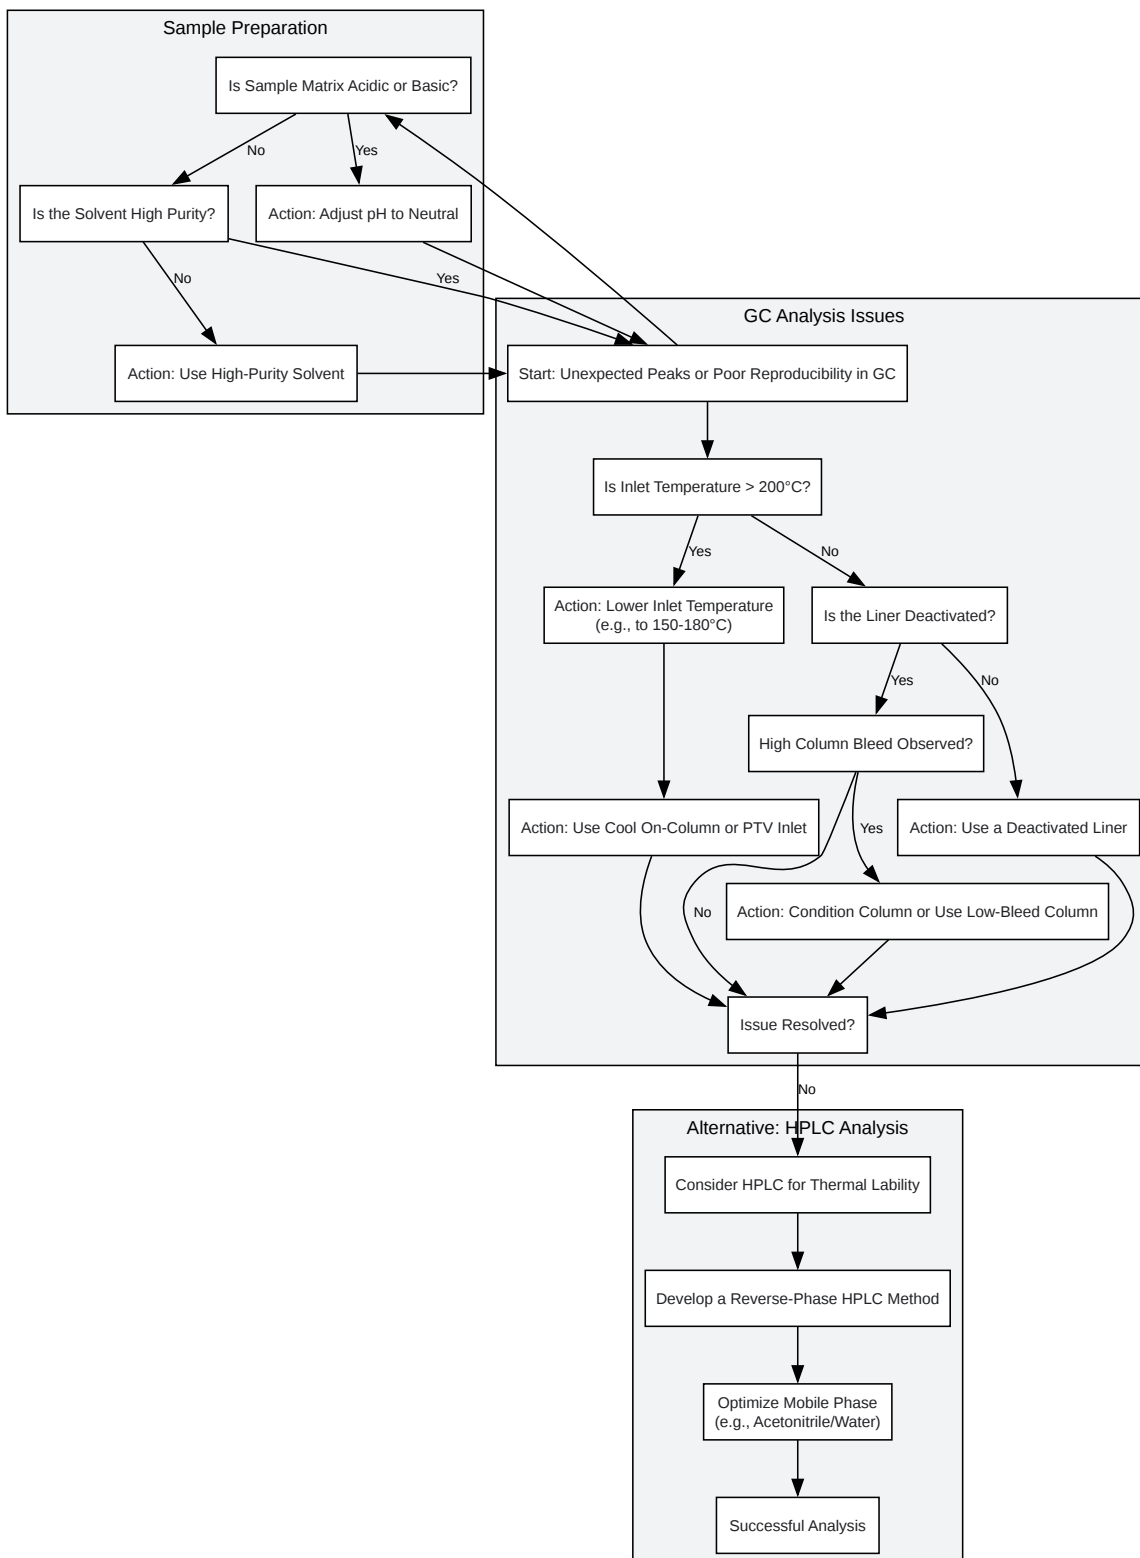 Sample Preparation
Is Sample Matrix Acidic or Basic?
No
Yes
Is the Solvent High Purity?
Action: Adjust pH to Neutral
No
Yes
Action: Use High-Purity Solvent
GC Analysis Issues
Start: Unexpected Peaks or Poor Reproducibility in GC
Is Inlet Temperature > 200°C?
Yes
No
Action: Lower Inlet Temperature
(e.g., to 150-180°C)
Is the Liner Deactivated?
Yes
No
High Column Bleed Observed?
Action: Use Cool On-Column or PTV Inlet
Yes
Action: Use a Deactivated Liner
No
Action: Condition Column or Use Low-Bleed Column
Issue Resolved?
No
Alternative: HPLC Analysis
Consider HPLC for Thermal Lability
Develop a Reverse-Phase HPLC Method
Optimize Mobile Phase
(e.g., Acetonitrile/Water)
Successful Analysis